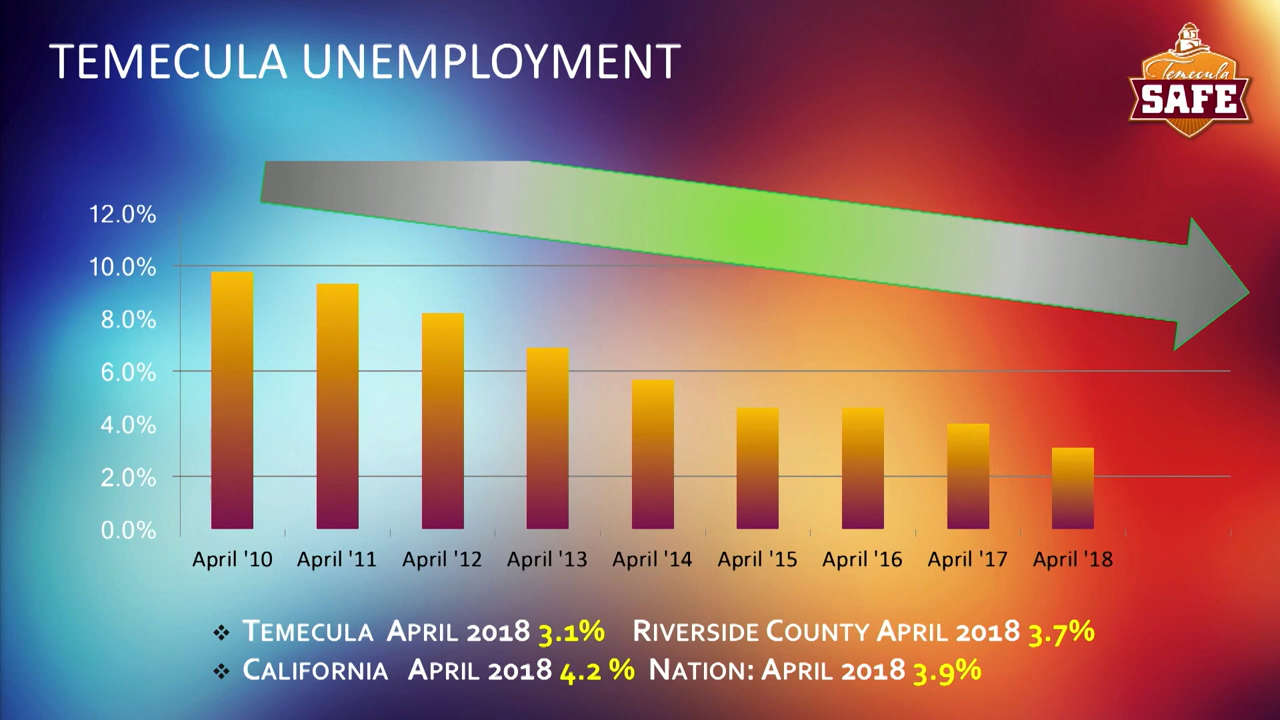 TEMECULA UNEMPLOYMENT
Temecula
SAFE
12.0%
10.0%
8.0%
6.0%
4.0%
2.0%
0.0%
April '10 April '11 April '12 April '13 April '14 April '15 April '16 April '17 April '18
❖ TEMECULA APRIL 2018 3.1% RIVERSIDE COUNTY APRIL 2018 3.7%
❖ CALIFORNIA APRIL 2018 4.2 % NATION: APRIL 2018 3.9%